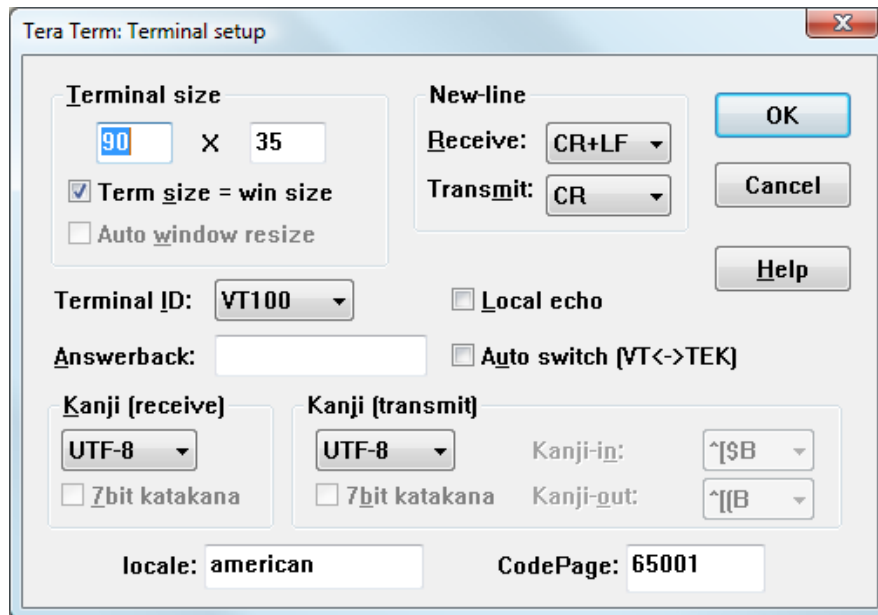 Tera Term: Terminal setup
Terminal size
90 X 35
Term size = win size
Auto window resize
New-line
Receive: CR+LF
Transmit: CR
OK
Cancel
Help
Terminal ID: VT100
Local echo
Answerback:
Auto switch (VT<->TEK)
Kanji (receive)
UTF-8
7bit katakana
Kanji (transmit)
UTF-8
7bit katakana
Kanji-in: ^[$B
Kanji-out: ^[(B
locale: american
CodePage: 65001